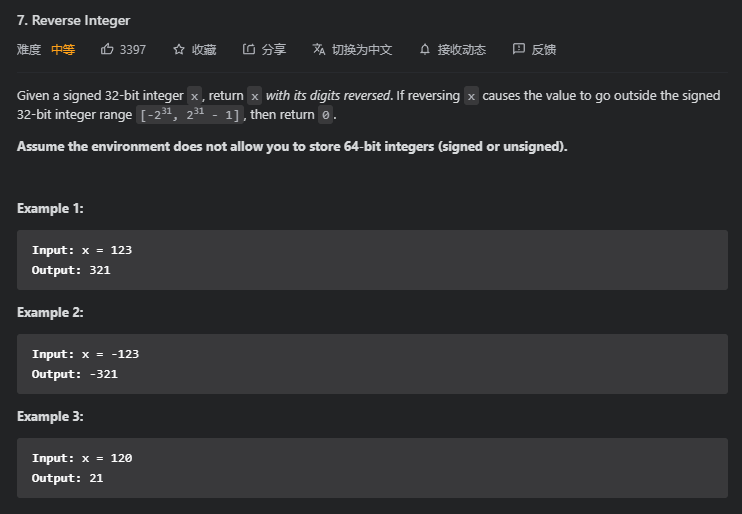 7. Reverse Integer
难度 中等 3397 收藏 分享 切换为中文 接收动态 反馈
Given a signed 32-bit integer x, return x with its digits reversed. If reversing x causes the value to go outside the signed
32-bit integer range [-2³¹, 2³¹ - 1], then return 0.
Assume the environment does not allow you to store 64-bit integers (signed or unsigned).
Example 1:
Input: x = 123
Output: 321
Example 2:
Input: x = -123
Output: -321
Example 3:
Input: x = 120
Output: 21